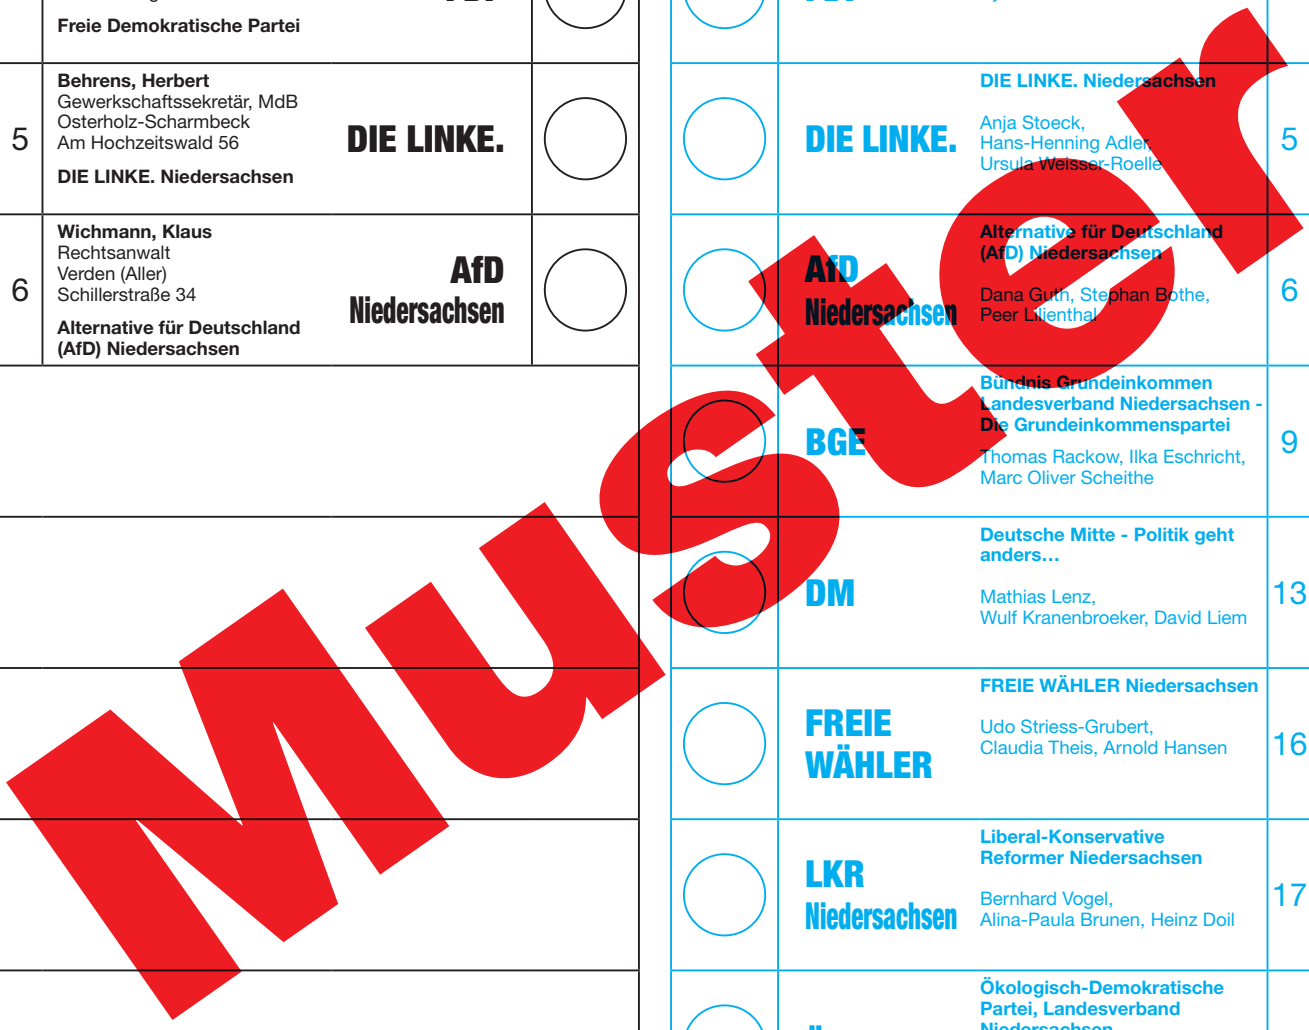 Freie Demokratische Partei
5
Behrens, Herbert
Gewerkschaftssekretär, MdB
Osterholz-Scharmbeck
Am Hochzeitswald 56
DIE LINKE. Niedersachsen
DIE LINKE.
6
Wichmann, Klaus
Rechtsanwalt
Verden (Aller)
Schillerstraße 34
Alternative für Deutschland
(AfD) Niedersachsen
AfD
Niedersachsen
DIE LINKE.
DIE LINKE. Niedersachsen
Anja Stoeck,
Hans-Henning Adler,
Ursula Weisser-Roelle
5
AfD
Niedersachsen
Alternative für Deutschland
(AfD) Niedersachsen
Dana Guth, Stephan Bothe,
Peer Lilienthal
6
BGE
Bündnis Grundeinkommen
Landesverband Niedersachsen -
Die Grundeinkommenspartei
Thomas Rackow, Ilka Eschricht,
Marc Oliver Scheithe
9
DM
Deutsche Mitte - Politik geht
anders...
Mathias Lenz,
Wulf Kranenbroeker, David Liem
13
FREIE
WÄHLER
FREIE WÄHLER Niedersachsen
Udo Striess-Grubert,
Claudia Theis, Arnold Hansen
16
LKR
Niedersachsen
Liberal-Konservative
Reformer Niedersachsen
Bernhard Vogel,
Alina-Paula Brunen, Heinz Doil
17
Ökologisch-Demokratische
Partei, Landesverband
Niedersachsen
Muster